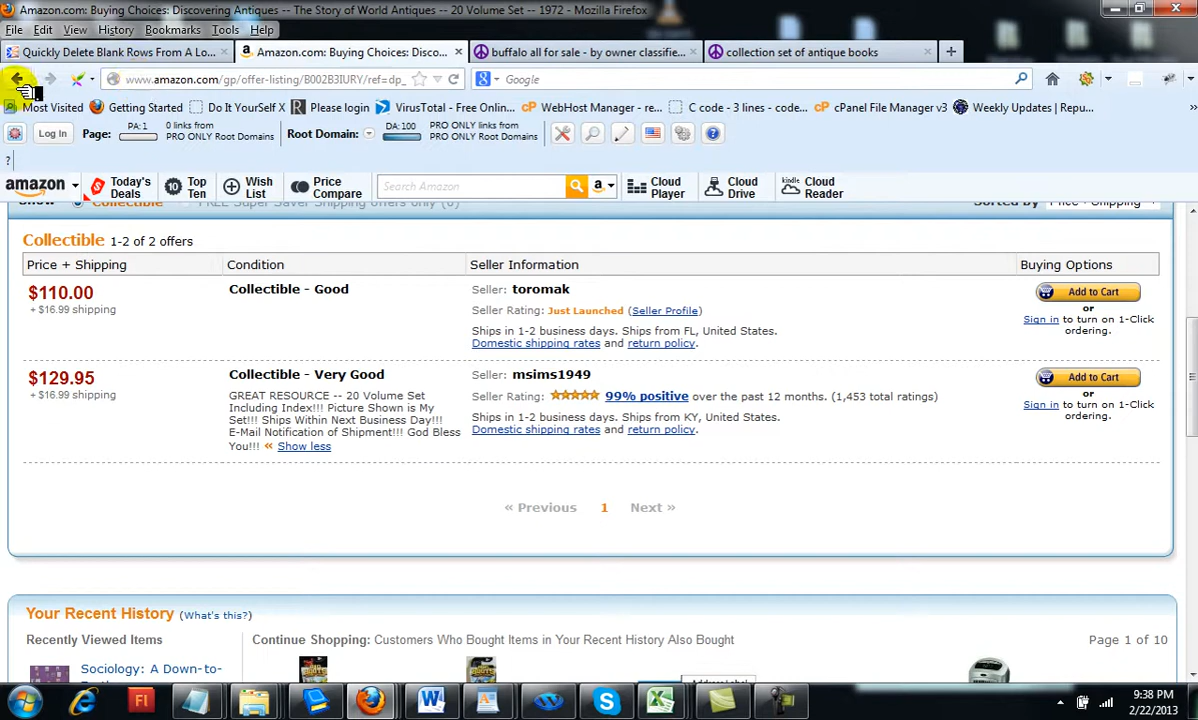 Amazon.com: Buying Choices: Discovering Antiques -- The Story of World Antiques -- 20 Volume Set -- 1972 - Mozilla Firefox
File Edit View History Bookmarks Tools Help
Quickly Delete Blank Rows From A Lo... Amazon.com: Buying Choices: Disco... buffalo all for sale - by owner classifie... collection set of antique books
www.amazon.com/gp/offer-listing/B002B3IURY/ref=dp_ Google
Most Visited Getting Started Do It YourSelf X Please login VirusTotal - Free Onlin... WebHost Manager - re... C code - 3 lines - code... cPanel File Manager v3 Weekly Updates | Repu...
Log In Page: PA: 1 0 links from PRO ONLY Root Domains Root Domain: DA: 100 PRO ONLY links from PRO ONLY Root Domains
?
amazon Today's Deals Top Ten Wish List Price Compare Search Amazon Cloud Player Cloud Drive Cloud Reader
Show Collectible FREE Super Saver Shipping offers only (0) Sorted by Price + Shipping
Collectible 1-2 of 2 offers
Price + Shipping Condition Seller Information Buying Options
$110.00 Collectible - Good Seller: toromak Add to Cart
+ $16.99 shipping Seller Rating: Just Launched (Seller Profile) or
Ships in 1-2 business days. Ships from FL, United States. Sign in to turn on 1-Click
Domestic shipping rates and return policy. ordering.
$129.95 Collectible - Very Good Seller: msims1949 Add to Cart
+ $16.99 shipping GREAT RESOURCE -- 20 Volume Set Seller Rating: 99% positive over the past 12 months. (1,453 total ratings) or
Including Index!!! Picture Shown is My Ships in 1-2 business days. Ships from KY, United States. Sign in to turn on 1-Click
Set!!! Ships Within Next Business Day!!! Domestic shipping rates and return policy. ordering.
E-Mail Notification of Shipment!!! God Bless
You!!! « Show less
« Previous 1 Next »
Your Recent History (What's this?)
Recently Viewed Items Continue Shopping: Customers Who Bought Items in Your Recent History Also Bought Page 1 of 10
Sociology: A Down-to-
9:38 PM
2/22/2013